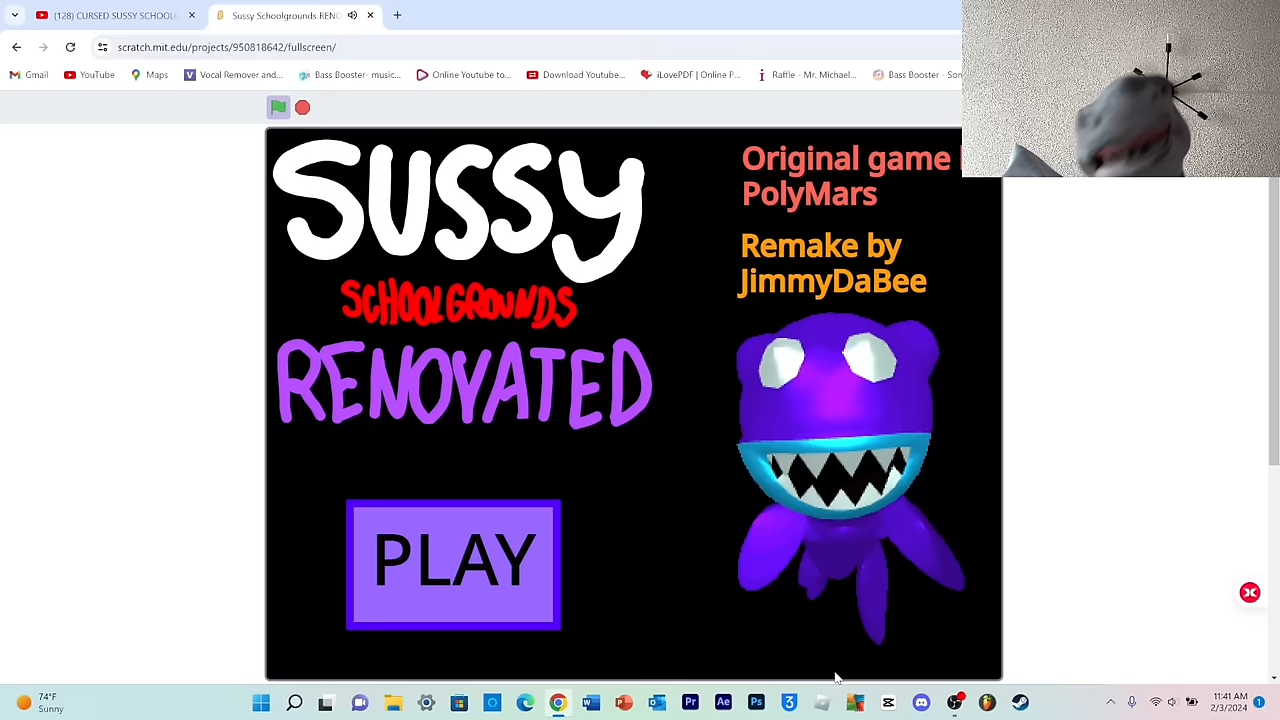 (128) CURSED SUSSY SCHOOL
Sussy Schoolgrounds REN
scratch.mit.edu/projects/950818642/fullscreen/
Gmail
YouTube
Maps
Vocal Remover and...
Bass Booster- music...
Online Youtube to...
Download Youtube...
iLovePDF | Online P...
Raffle - Mr. Michael...
Bass Booster - Son
SUSSY
SCHOOLGROUNDS
RENOVATED
PLAY
Original game
PolyMars
Remake by
JimmyDaBee
74°F
Sunny
11:41 AM
2/3/2024